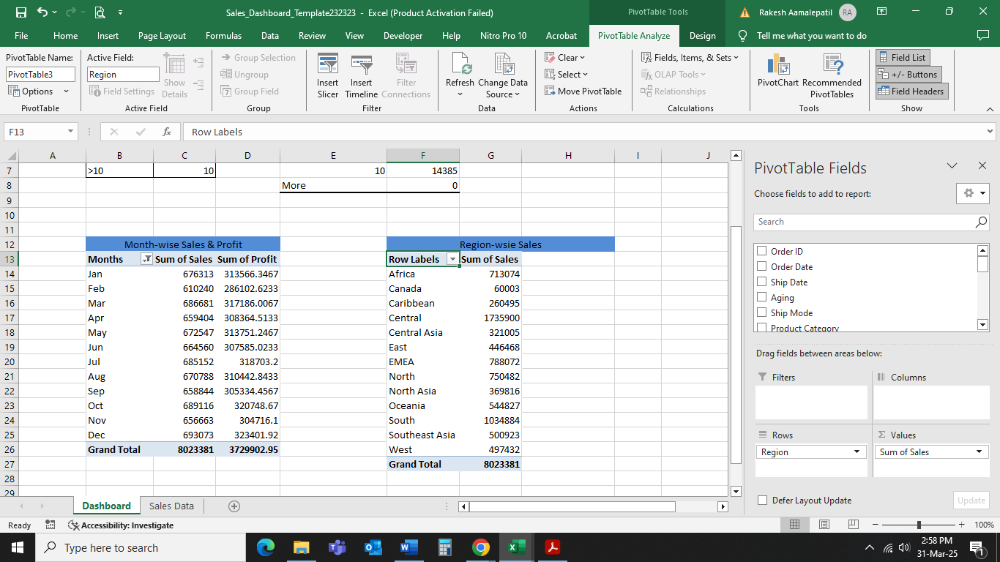 Sales_Dashboard_Template232323 - Excel (Product Activation Failed)
PivotTable Tools
Rakesh Aamalepatil
RA
File Home Insert Page Layout Formulas Data Review View Developer Help Nitro Pro 10 Acrobat PivotTable Analyze Design Tell me what you want to do
PivotTable Name:
PivotTable3
Options
PivotTable
Active Field:
Region
Field Settings
Show Details
Active Field
Group Selection
Ungroup
Group Field
Group
Insert Slicer
Insert Timeline
Filter Connections
Filter
Refresh
Change Data Source
Data
Clear
Select
Move PivotTable
Actions
Fields, Items, & Sets
OLAP Tools
Relationships
Calculations
PivotChart
Recommended PivotTables
Tools
Field List
+/- Buttons
Field Headers
Show
F13
fx
Row Labels
A B C D E F G H I J
7 >10 10 10 14385
8 More 0
9
10
11
12 Month-wise Sales & Profit Region-wsie Sales
13 Months Sum of Sales Sum of Profit Row Labels Sum of Sales
14 Jan 676313 313566.3467 Africa 713074
15 Feb 610240 286102.6233 Canada 60003
16 Mar 686681 317186.0067 Caribbean 260495
17 Apr 659404 308364.5133 Central 1735900
18 May 672547 313751.2467 Central Asia 321005
19 Jun 664560 307585.0233 East 446468
20 Jul 685152 318703.2 EMEA 788072
21 Aug 670788 310442.8433 North 750482
22 Sep 658844 305334.4567 North Asia 369816
23 Oct 689116 320748.67 Oceania 544827
24 Nov 656663 304716.1 South 1034884
25 Dec 693073 323401.92 Southeast Asia 500923
26 Grand Total 8023381 3729902.95 West 497432
27 Grand Total 8023381
28
29
PivotTable Fields
Choose fields to add to report:
Search
Order ID
Order Date
Ship Date
Aging
Ship Mode
Product Category
Drag fields between areas below:
Filters
Columns
Rows
Region
Values
Sum of Sales
Defer Layout Update
Update
Dashboard
Sales Data
Ready
Accessibility: Investigate
100%
Type here to search
2:58 PM
31-Mar-25
1